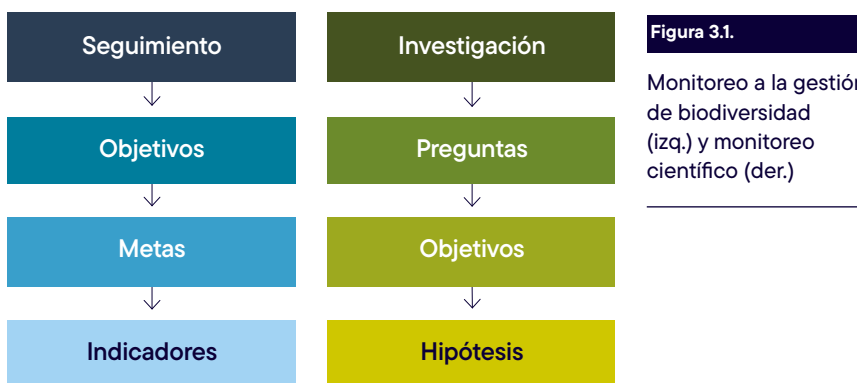 Seguimiento
Objetivos
Metas
Indicadores
Investigación
Preguntas
Objetivos
Hipótesis
Figura 3.1.
Monitoreo a la gestión
de biodiversidad
(izq.) y monitoreo
científico (der.)